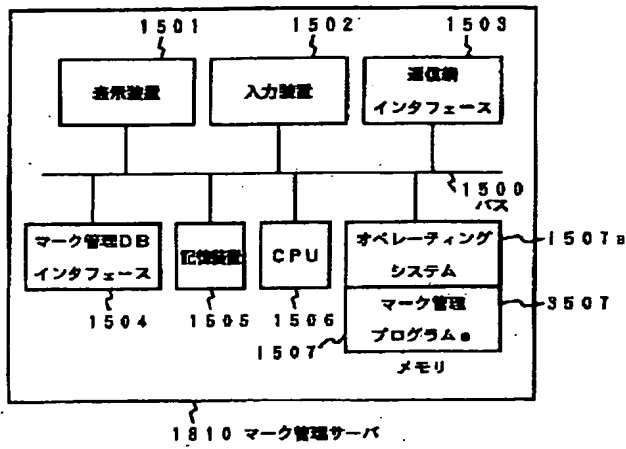 1501
1502
1503
表示装置
入力装置
通信網
インタフェース
1500
バス
マーク管理DB
インタフェース
記憶装置
CPU
オペレーティング
システム
1507B
マーク管理
プログラムe
3507
1504
1505
1506
1507
メモリ
1810 マーク管理サーバ